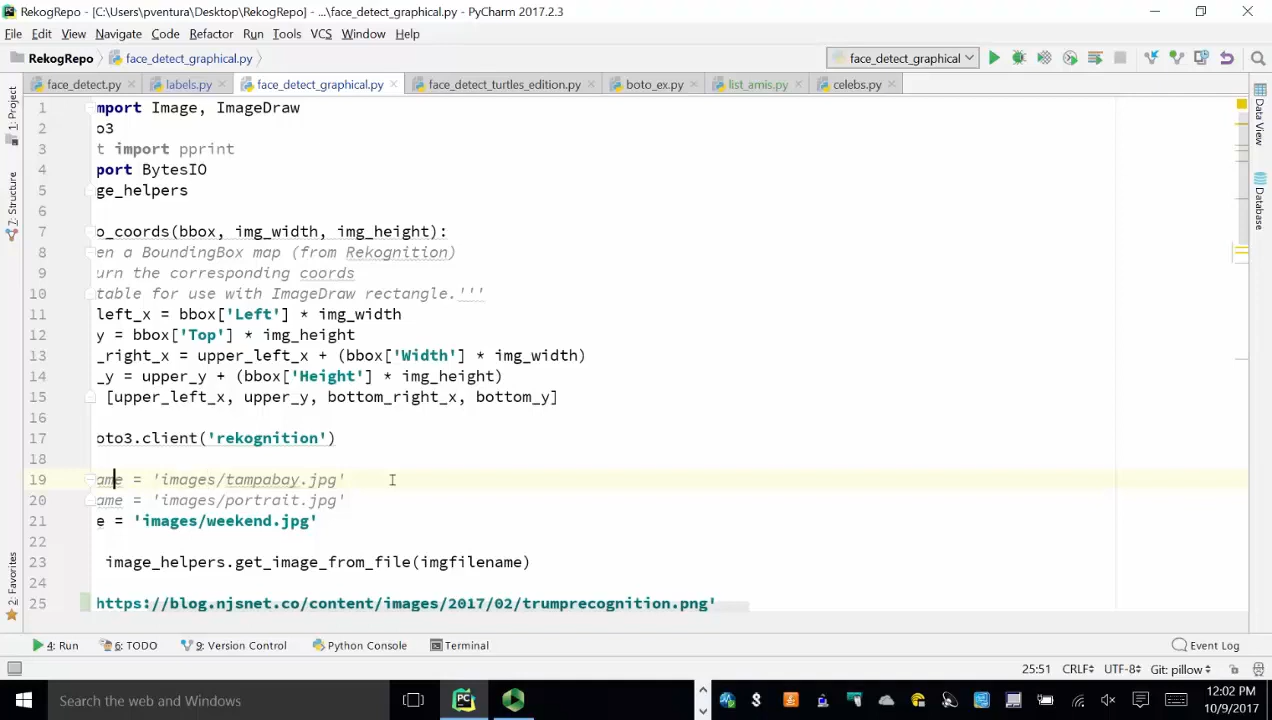 RekogRepo - [C:\Users\pventura\Desktop\RekogRepo] - ...\face_detect_graphical.py - PyCharm 2017.2.3
File Edit View Navigate Code Refactor Run Tools VCS Window Help
RekogRepo face_detect_graphical.py face_detect_graphical
face_detect.py labels.py face_detect_graphical.py face_detect_turtles_edition.py boto_ex.py list_amis.py celebs.py
1: Project
7: Structure
2: Favorites
1 mport Image, ImageDraw
2 o3
3 t import pprint
4 port BytesIO
5 ge_helpers
6
7 o_coords(bbox, img_width, img_height):
8 en a BoundingBox map (from Rekognition)
9 urn the corresponding coords
10 table for use with ImageDraw rectangle.'''
11 left_x = bbox['Left'] * img_width
12 y = bbox['Top'] * img_height
13 _right_x = upper_left_x + (bbox['Width'] * img_width)
14 _y = upper_y + (bbox['Height'] * img_height)
15 [upper_left_x, upper_y, bottom_right_x, bottom_y]
16
17 oto3.client('rekognition')
18
19 ame = 'images/tampabay.jpg'
20 ame = 'images/portrait.jpg'
21 e = 'images/weekend.jpg'
22
23 image_helpers.get_image_from_file(imgfilename)
24
25 https://blog.njsnet.co/content/images/2017/02/trumprecognition.png'
Data View
Database
4: Run 6: TODO 9: Version Control Python Console Terminal Event Log
25:51 CRLF UTF-8 Git: pillow
Search the web and Windows
12:02 PM
10/9/2017